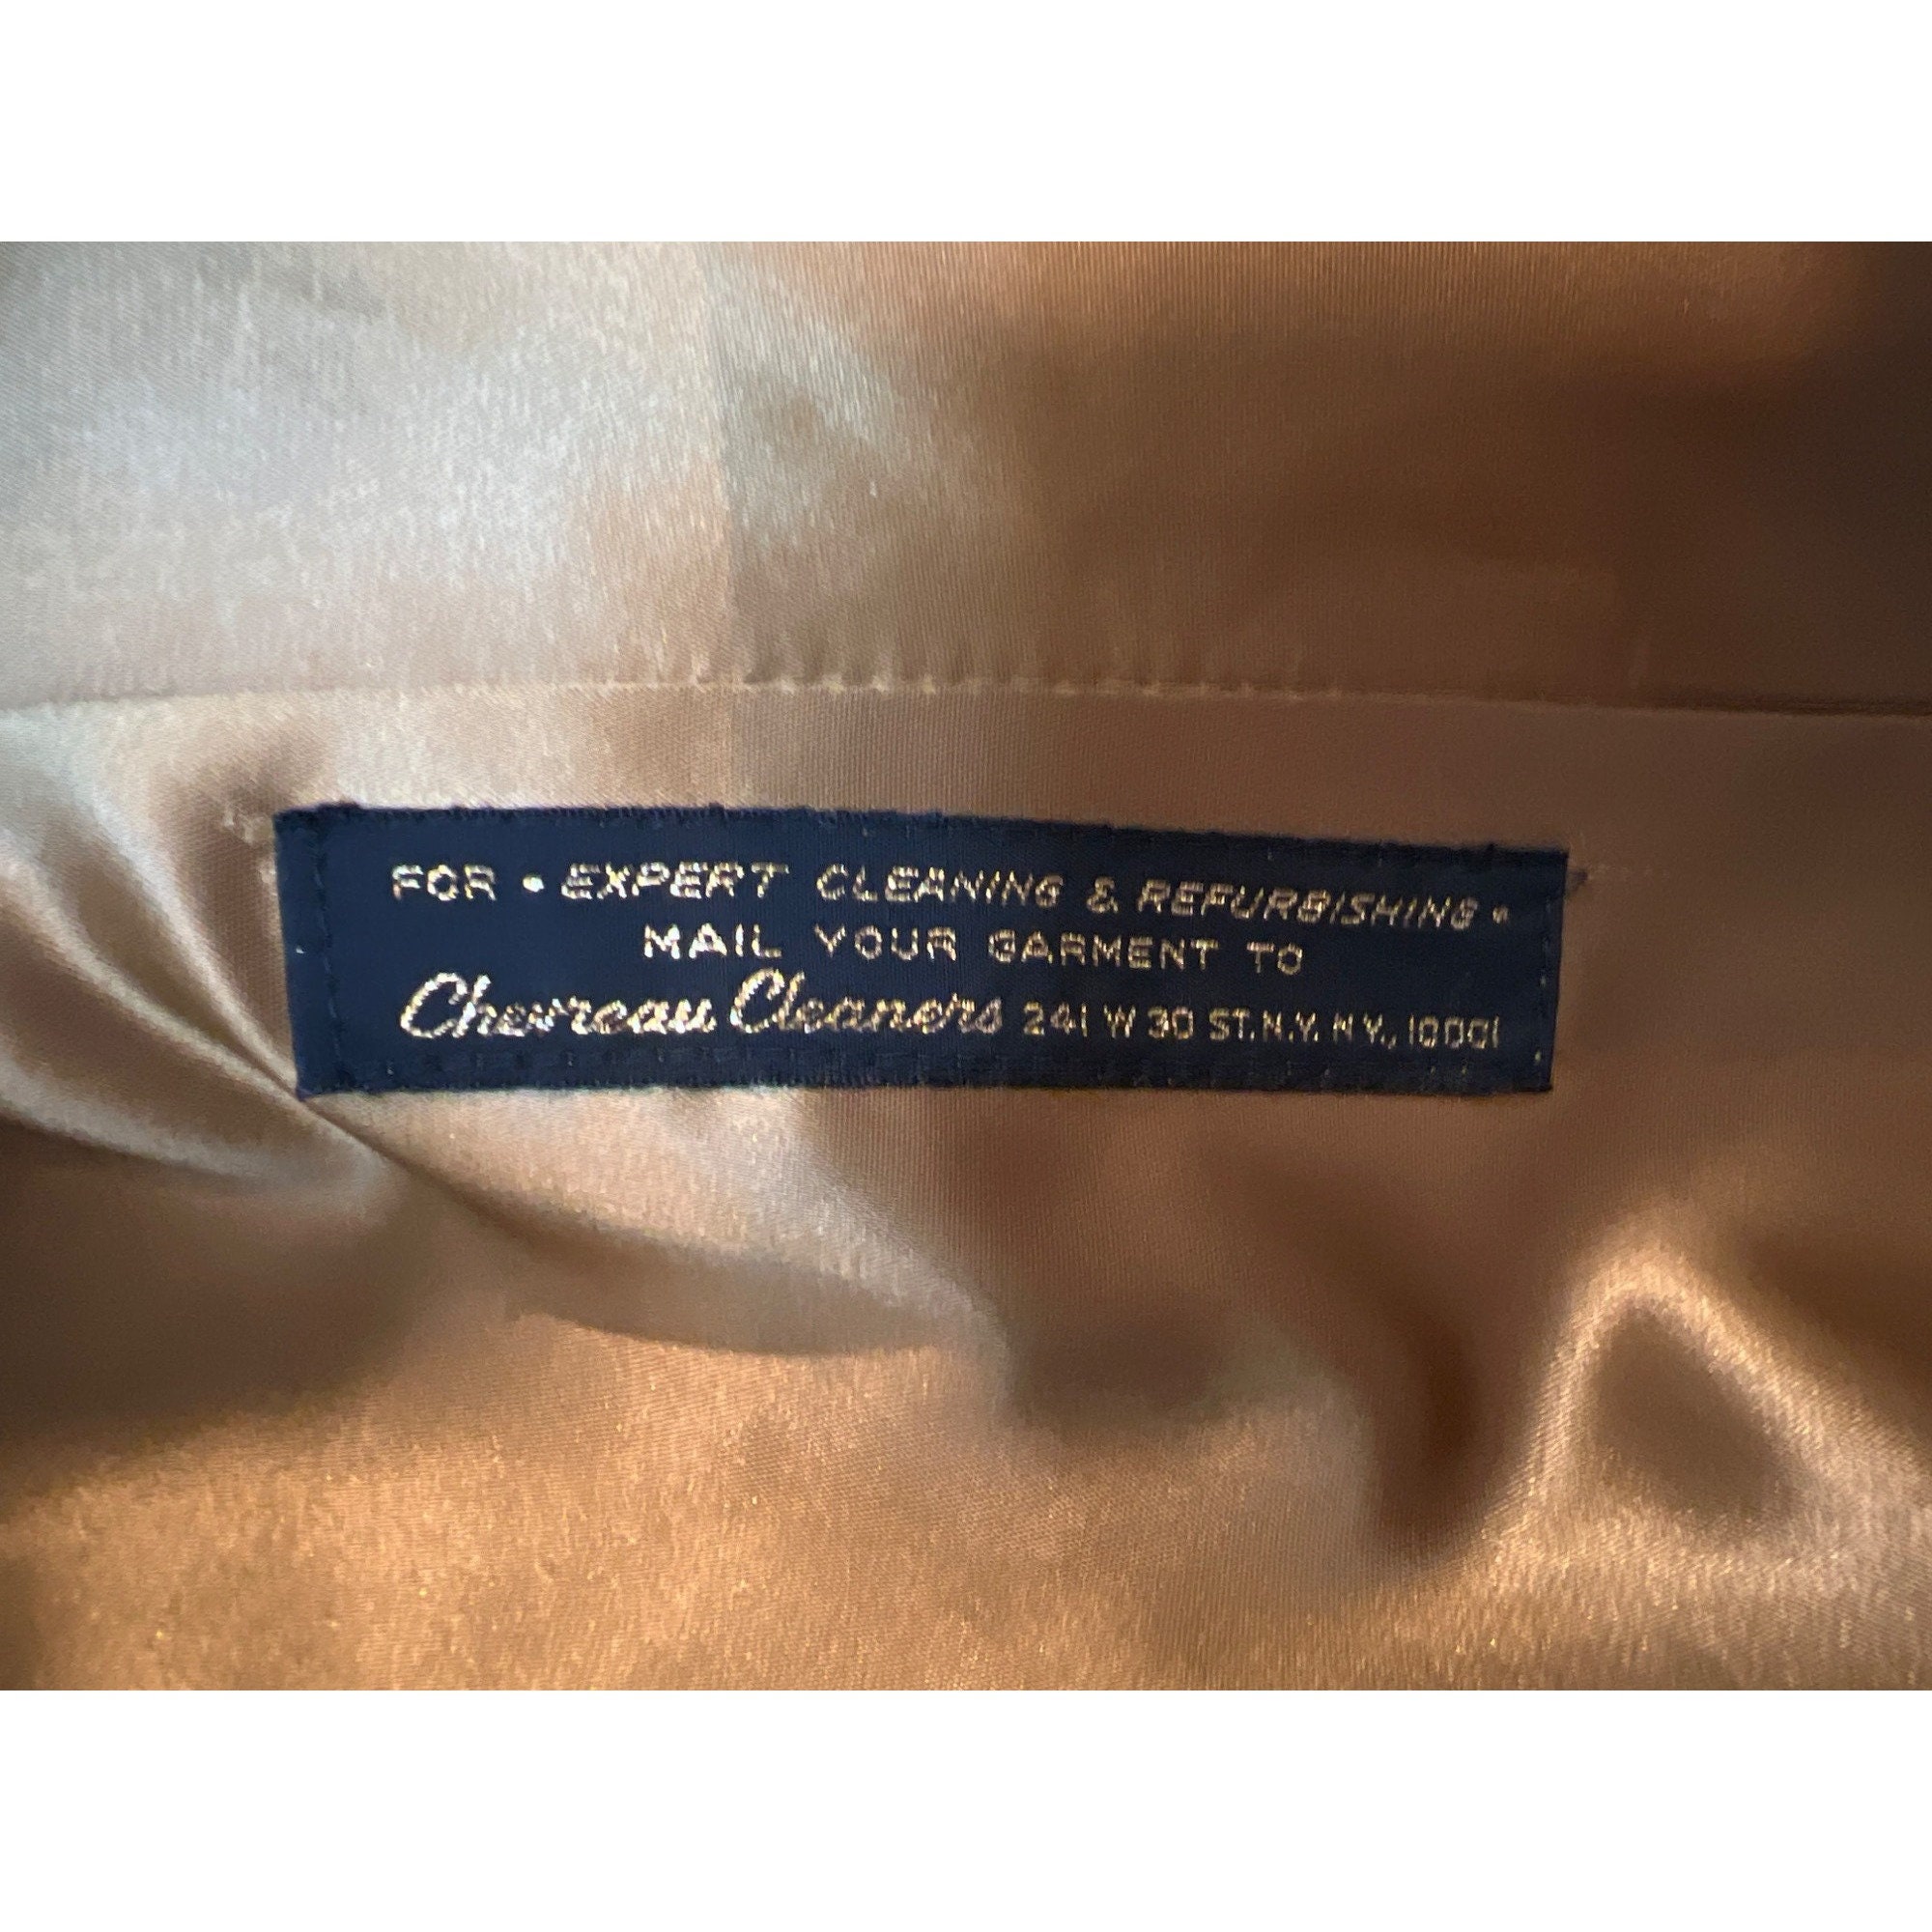 FOR • EXPERT CLEANING & REFURBISHING •
MAIL YOUR GARMENT TO
Chevreau Cleaners 241 W 30 ST. N.Y. N.Y., 10001